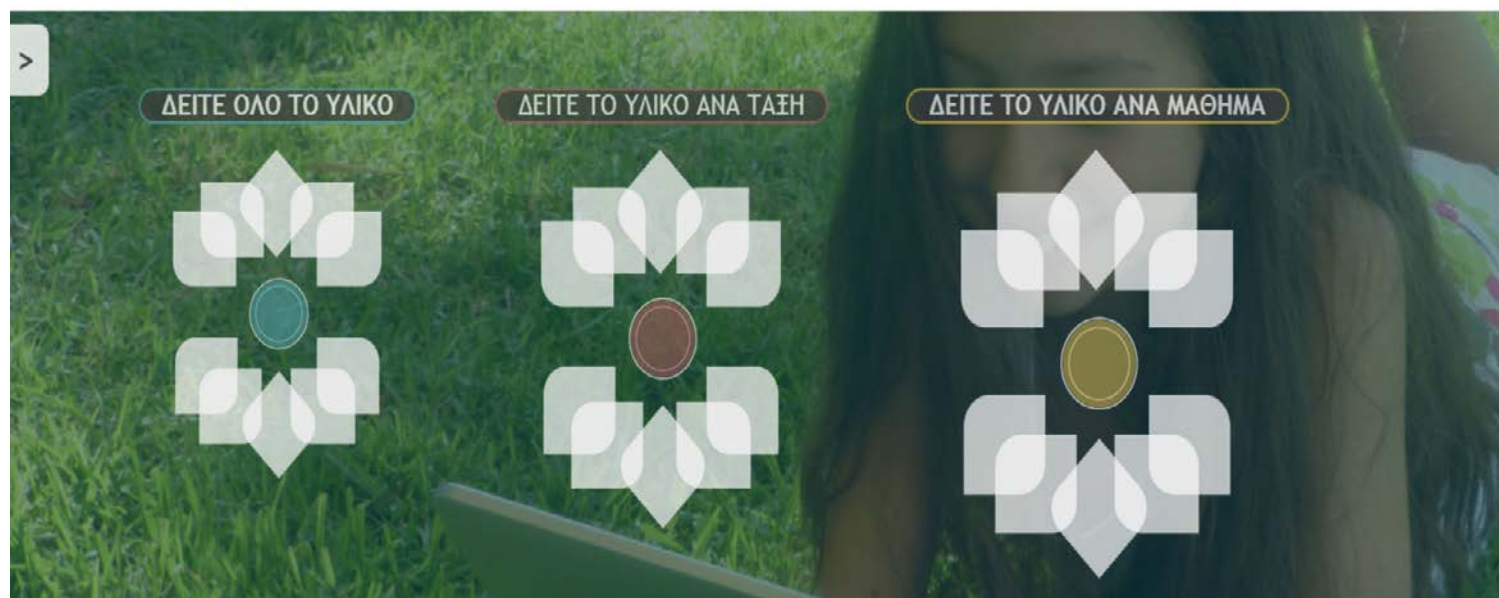 >
ΔΕΙΤΕ ΟΛΟ ΤΟ ΥΛΙΚΟ
ΔΕΙΤΕ ΤΟ ΥΛΙΚΟ ΑΝΑ ΤΑΞΗ
ΔΕΙΤΕ ΤΟ ΥΛΙΚΟ ΑΝΑ ΜΑΘΗΜΑ